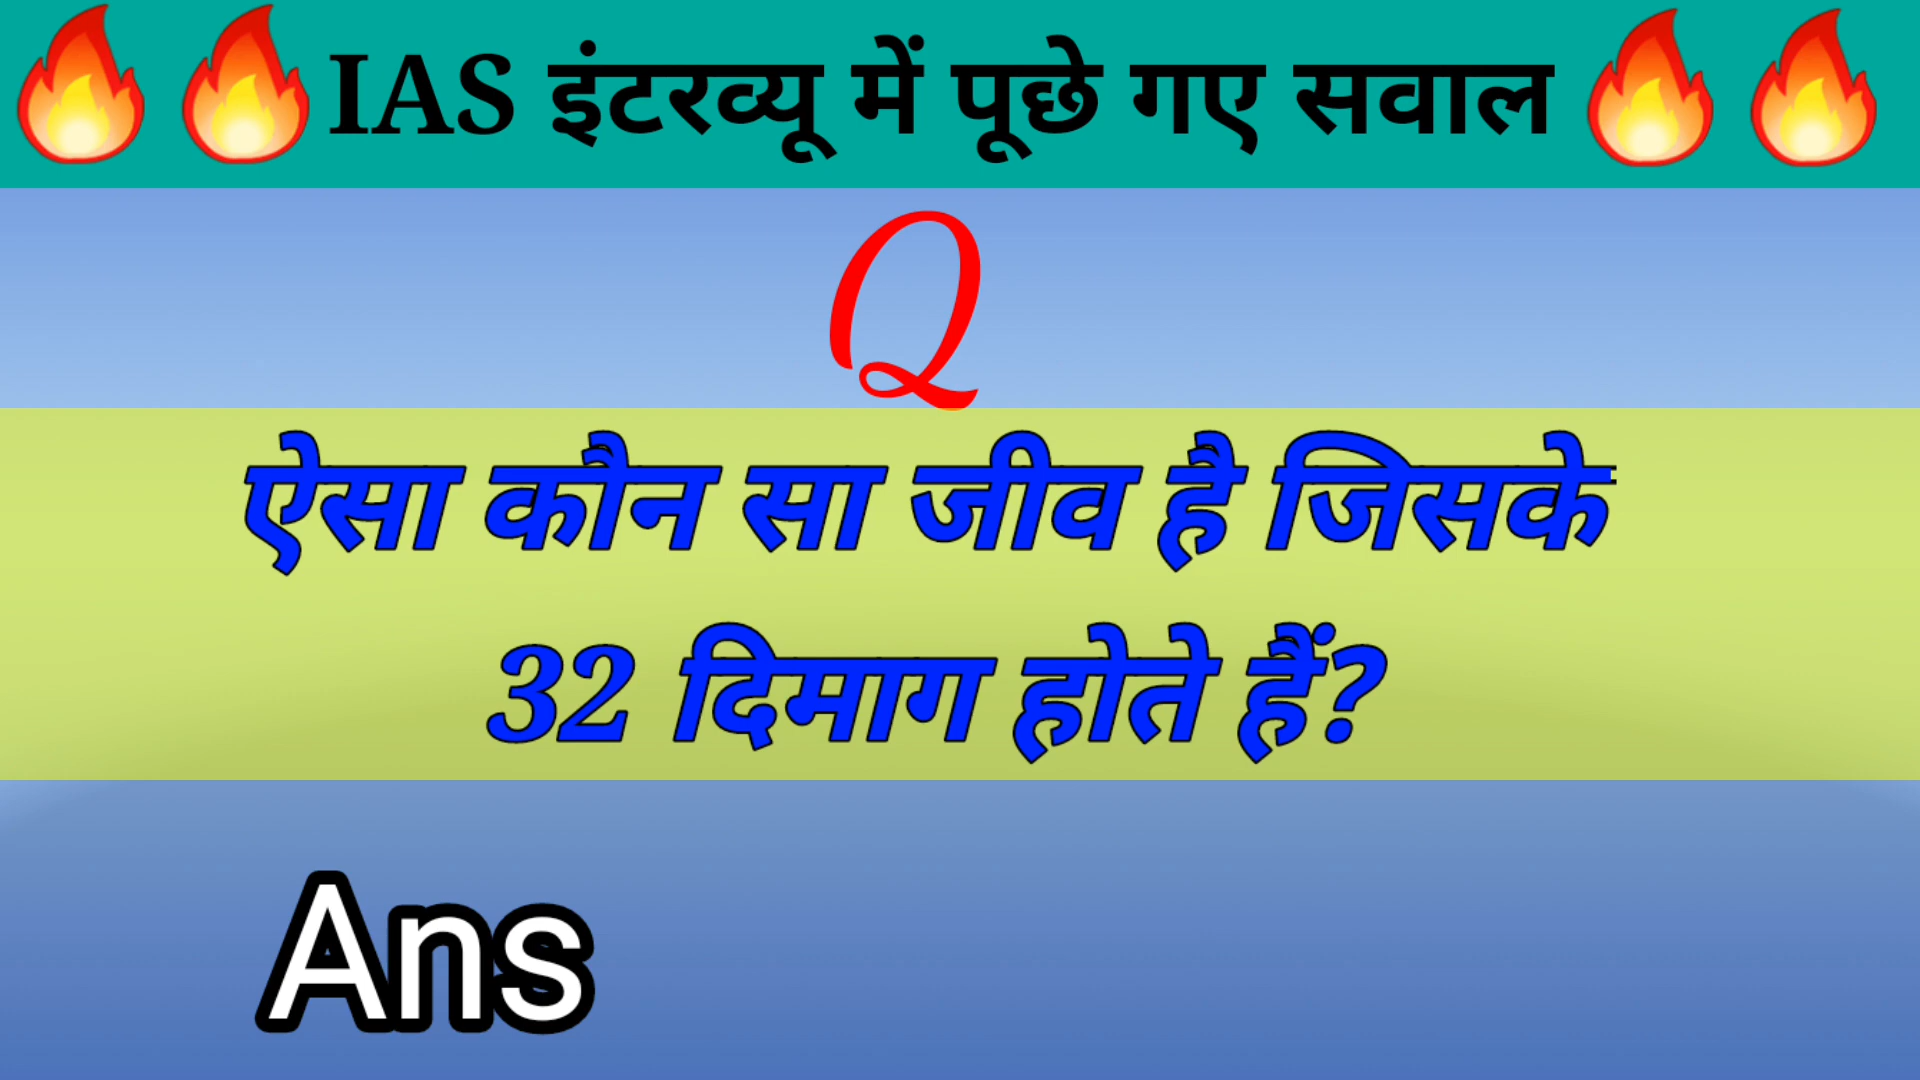 IAS इंटरव्यू में पूछे गए सवाल
Q
ऐसा कौन सा जीव है जिसके
32 दिमाग होते हैं?
Ans